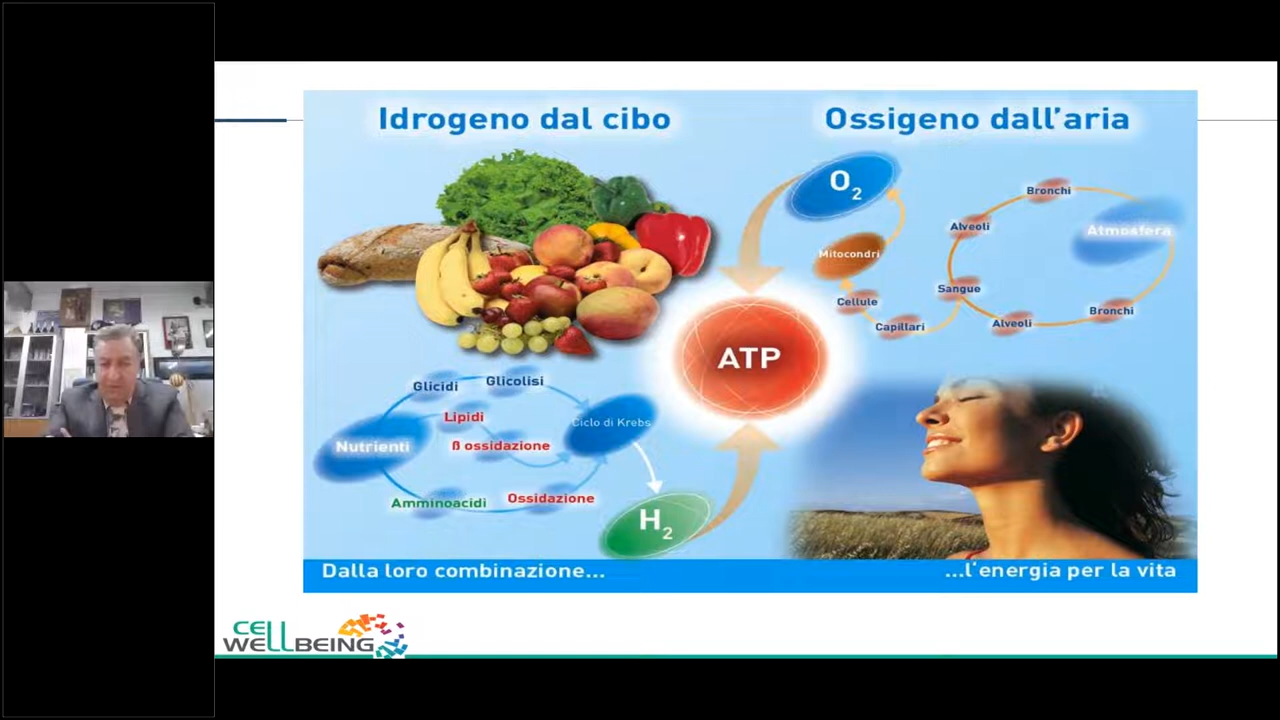 Idrogeno dal cibo
Ossigeno dall'aria
O2
Bronchi
Alveoli
Atmosfera
Mitocondri
Sangue
Cellule
Capillari
Alveoli
Bronchi
ATP
Glicidi
Glicolisi
Lipidi
Ciclo di Krebs
Nutrienti
ß ossidazione
Amminoacidi
Ossidazione
H2
Dalla loro combinazione...
...l'energia per la vita
CELL
WELLBEING